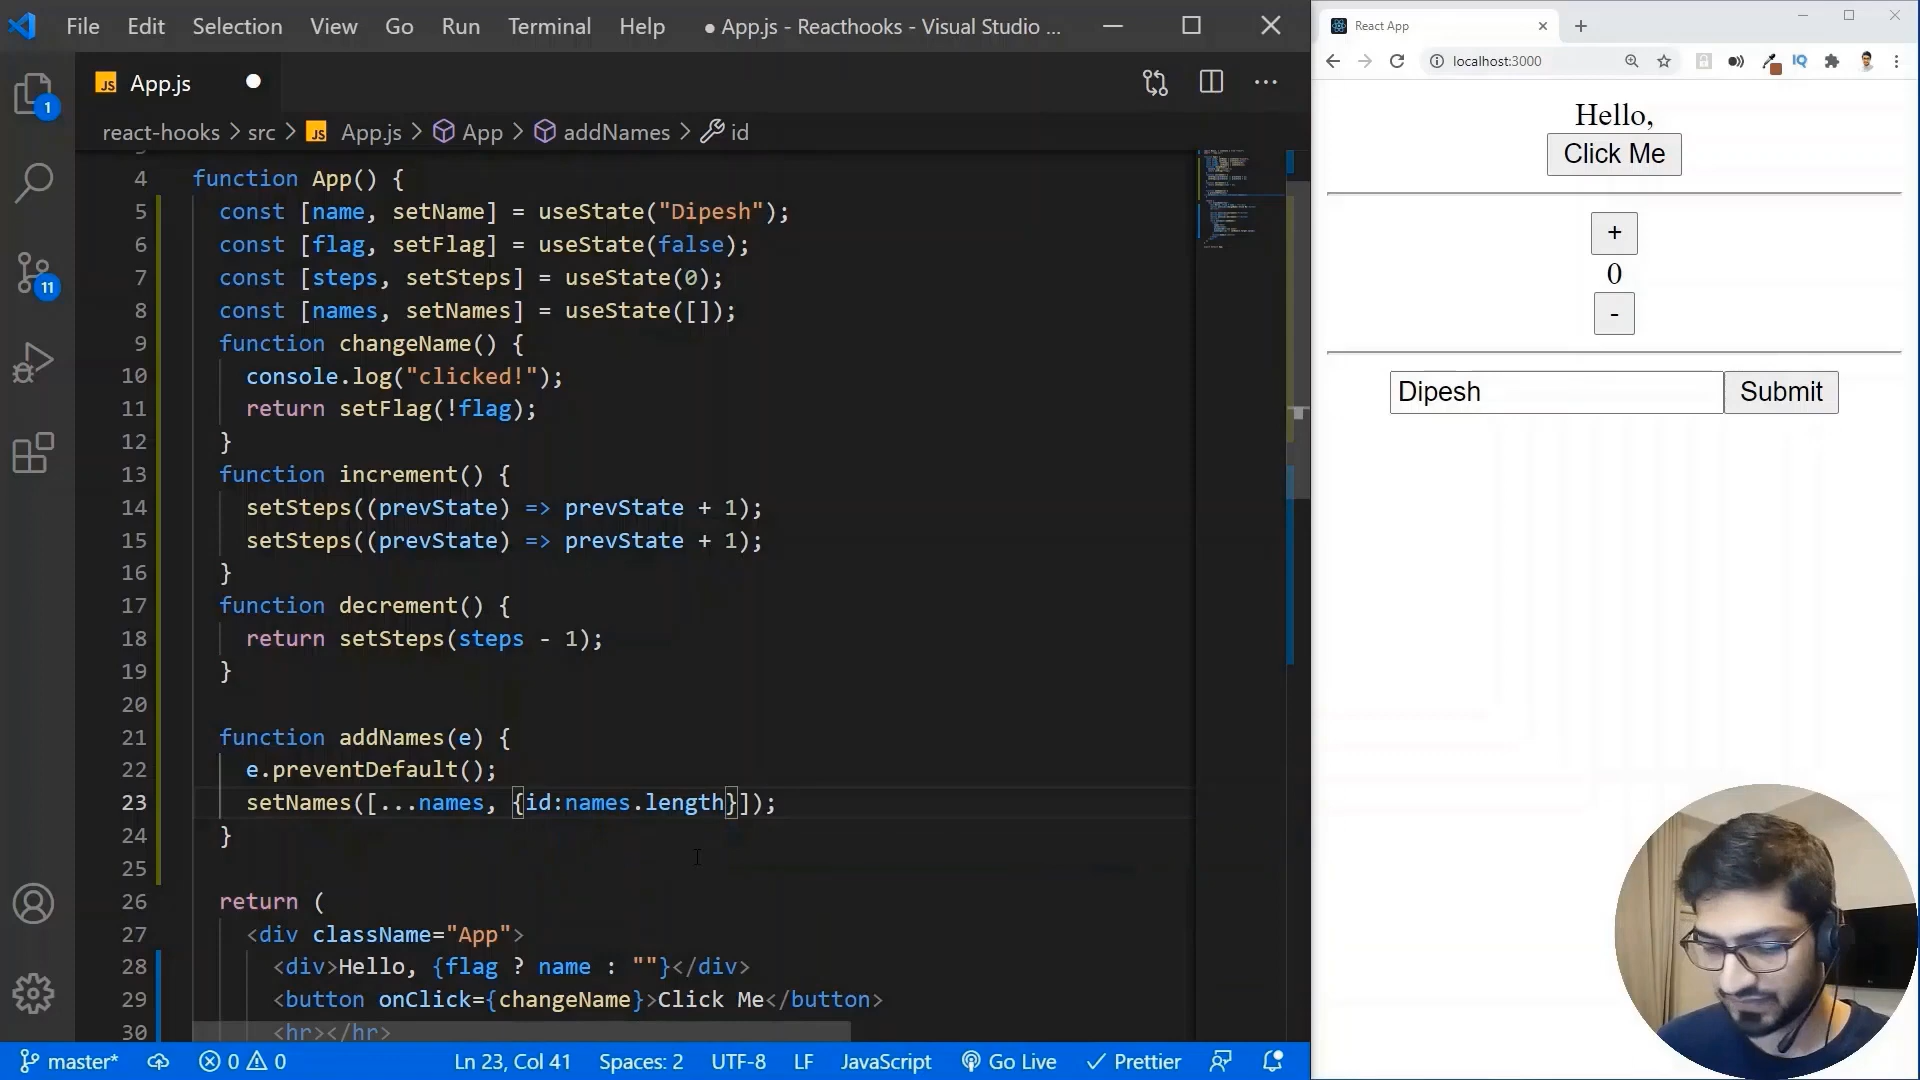 File Edit Selection View Go Run Terminal Help ● App.js - Reacthooks - Visual Studio ...
JS App.js
react-hooks > src > JS App.js > App > addNames > id
4 function App() {
5 const [name, setName] = useState("Dipesh");
6 const [flag, setFlag] = useState(false);
7 const [steps, setSteps] = useState(0);
8 const [names, setNames] = useState([]);
9 function changeName() {
10 console.log("clicked!");
11 return setFlag(!flag);
12 }
13 function increment() {
14 setSteps((prevState) => prevState + 1);
15 setSteps((prevState) => prevState + 1);
16 }
17 function decrement() {
18 return setSteps(steps - 1);
19 }
20
21 function addNames(e) {
22 e.preventDefault();
23 setNames([...names, {id:names.length}]);
24 }
25
26 return (
27 <div className="App">
28 <div>Hello, {flag ? name : ""}</div>
29 <button onClick={changeName}>Click Me</button>
30 <hr></hr>
1
11
master* 0 0 Ln 23, Col 41 Spaces: 2 UTF-8 LF JavaScript Go Live Prettier
React App
localhost:3000
IQ
Hello,
Click Me
+
0
-
Dipesh Submit